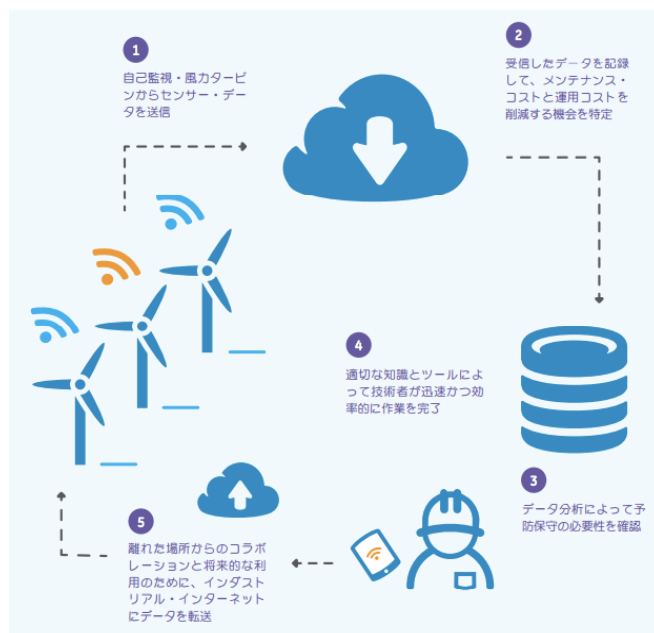 1
自己監視・風力タービ
ンからセンサー・デー
タを送信
2
受信したデータを記録
して、メンテナンス・
コストと運用コストを
削減する機会を特定
3
データ分析によって予
防保守の必要性を確認
4
適切な知識とツールによ
って技術者が迅速かつ効
率的に作業を完了
5
離れた場所からのコラボ
レーションと将来的な利
用のために、インダスト
リアル・インターネット
にデータを転送